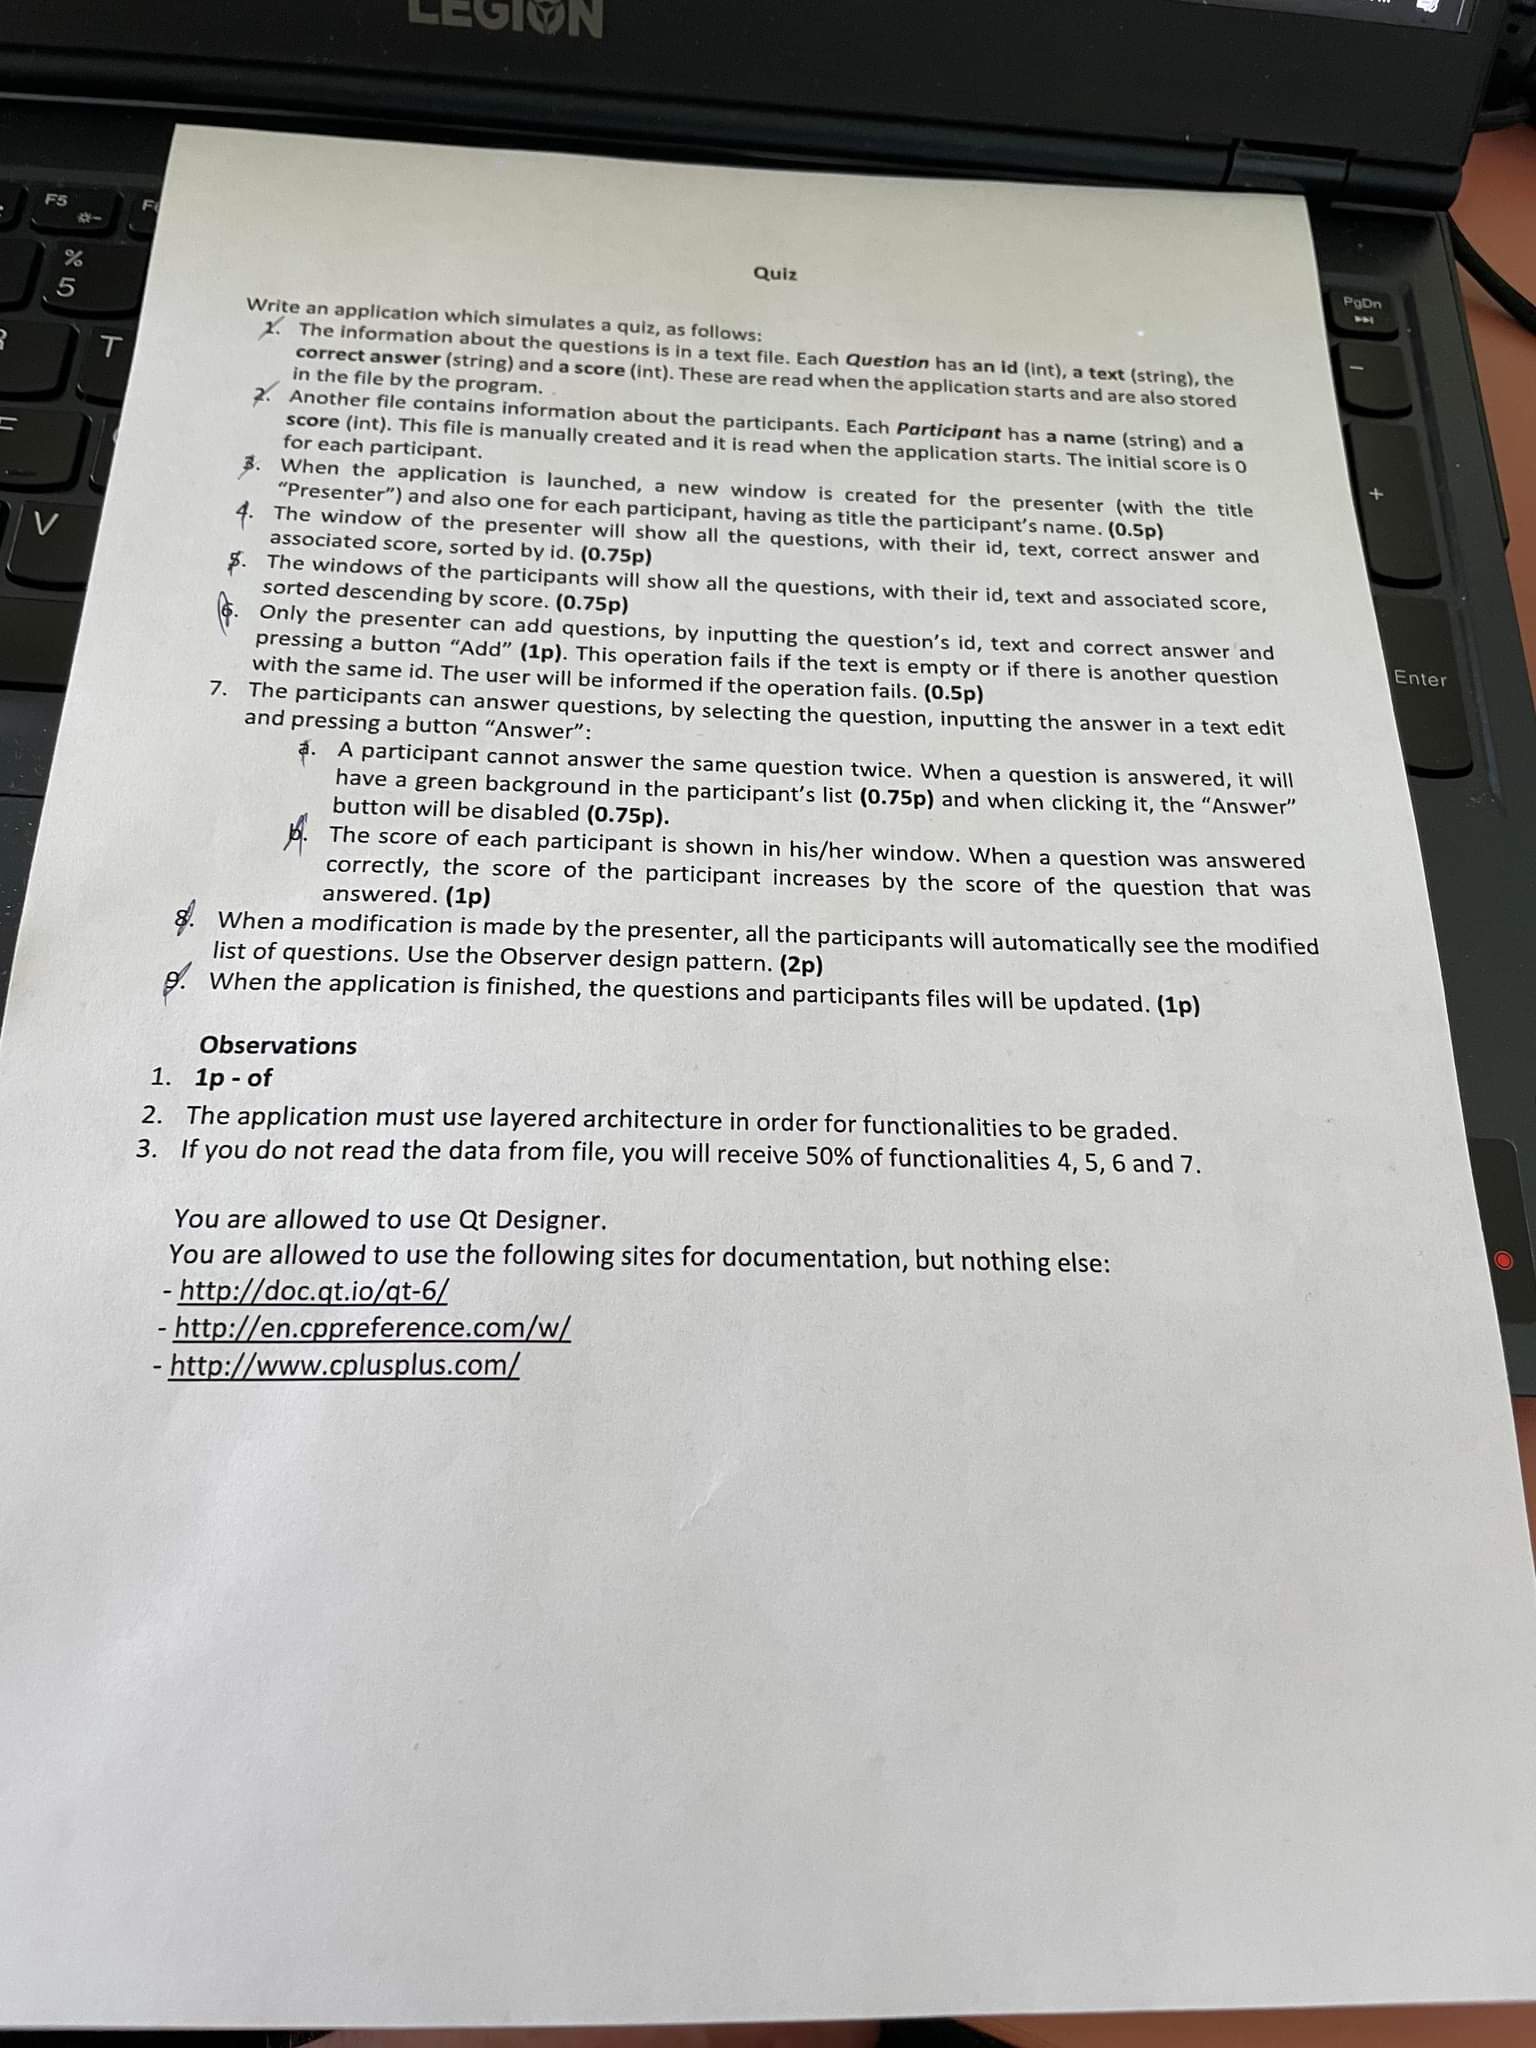 LEGION
F5
%
5
T
V
PgDn
-
+
Enter
Quiz
Write an application which simulates a quiz, as follows:
1. The information about the questions is in a text file. Each Question has an id (int), a text (string), the
correct answer (string) and a score (int). These are read when the application starts and are also stored
in the file by the program.
2. Another file contains information about the participants. Each Participant has a name (string) and a
score (int). This file is manually created and it is read when the application starts. The initial score is 0
for each participant.
3. When the application is launched, a new window is created for the presenter (with the title
“Presenter”) and also one for each participant, having as title the participant’s name. (0.5p)
4. The window of the presenter will show all the questions, with their id, text, correct answer and
associated score, sorted by id. (0.75p)
5. The windows of the participants will show all the questions, with their id, text and associated score,
sorted descending by score. (0.75p)
6. Only the presenter can add questions, by inputting the question’s id, text and correct answer and
pressing a button “Add” (1p). This operation fails if the text is empty or if there is another question
with the same id. The user will be informed if the operation fails. (0.5p)
7. The participants can answer questions, by selecting the question, inputting the answer in a text edit
and pressing a button “Answer”:
a. A participant cannot answer the same question twice. When a question is answered, it will
have a green background in the participant’s list (0.75p) and when clicking it, the “Answer”
button will be disabled (0.75p).
b. The score of each participant is shown in his/her window. When a question was answered
correctly, the score of the participant increases by the score of the question that was
answered. (1p)
8. When a modification is made by the presenter, all the participants will automatically see the modified
list of questions. Use the Observer design pattern. (2p)
9. When the application is finished, the questions and participants files will be updated. (1p)
Observations
1. 1p - of
2. The application must use layered architecture in order for functionalities to be graded.
3. If you do not read the data from file, you will receive 50% of functionalities 4, 5, 6 and 7.
You are allowed to use Qt Designer.
You are allowed to use the following sites for documentation, but nothing else:
- http://doc.qt.io/qt-6/
- http://en.cppreference.com/w/
- http://www.cplusplus.com/